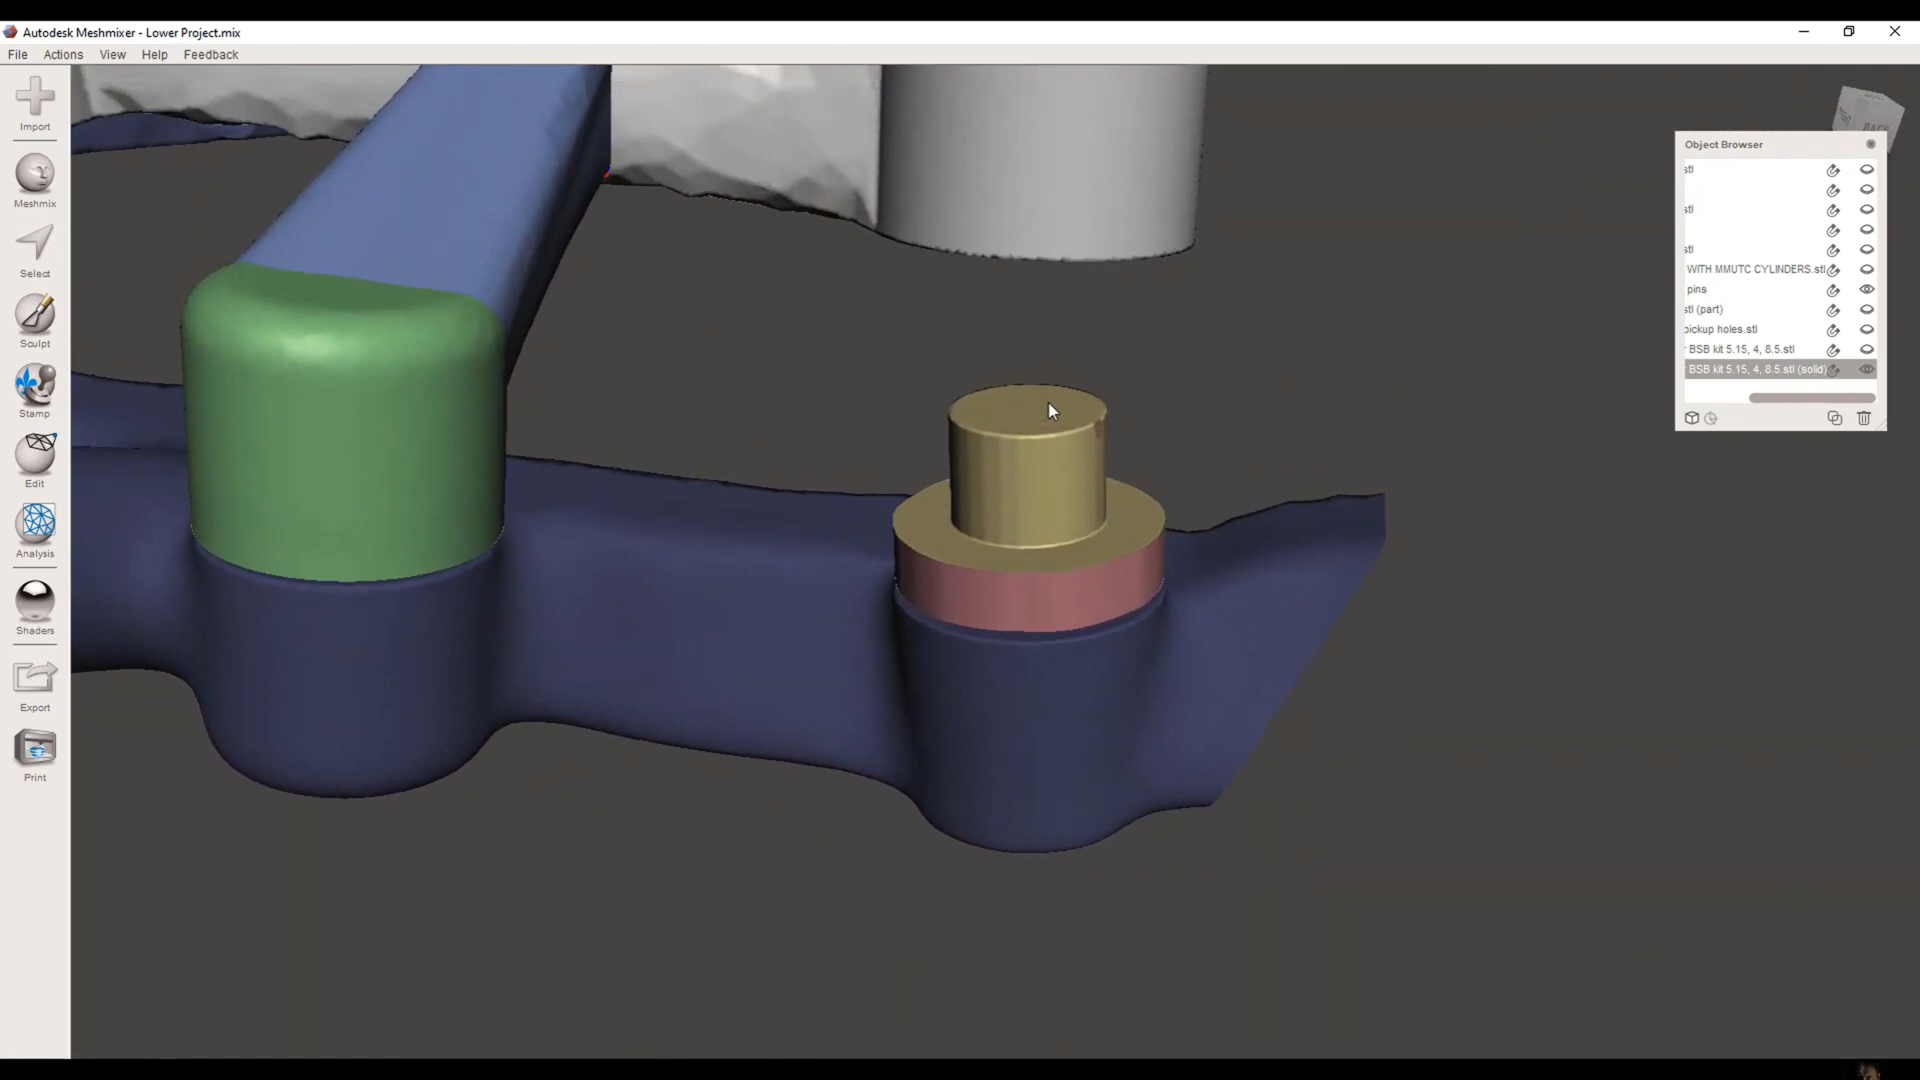 Autodesk Meshmixer - Lower Project.mix
File Actions View Help Feedback
Import
Meshmix
Select
Sculpt
Stamp
Edit
Analysis
Shaders
Export
Print
BACK
Object Browser
stl
stl
stl
WITH MMUTC CYLINDERS.stl
pins
stl (part)
pickup holes.stl
BSB kit 5.15, 4, 8.5.stl
BSB kit 5.15, 4, 8.5.stl (solid)